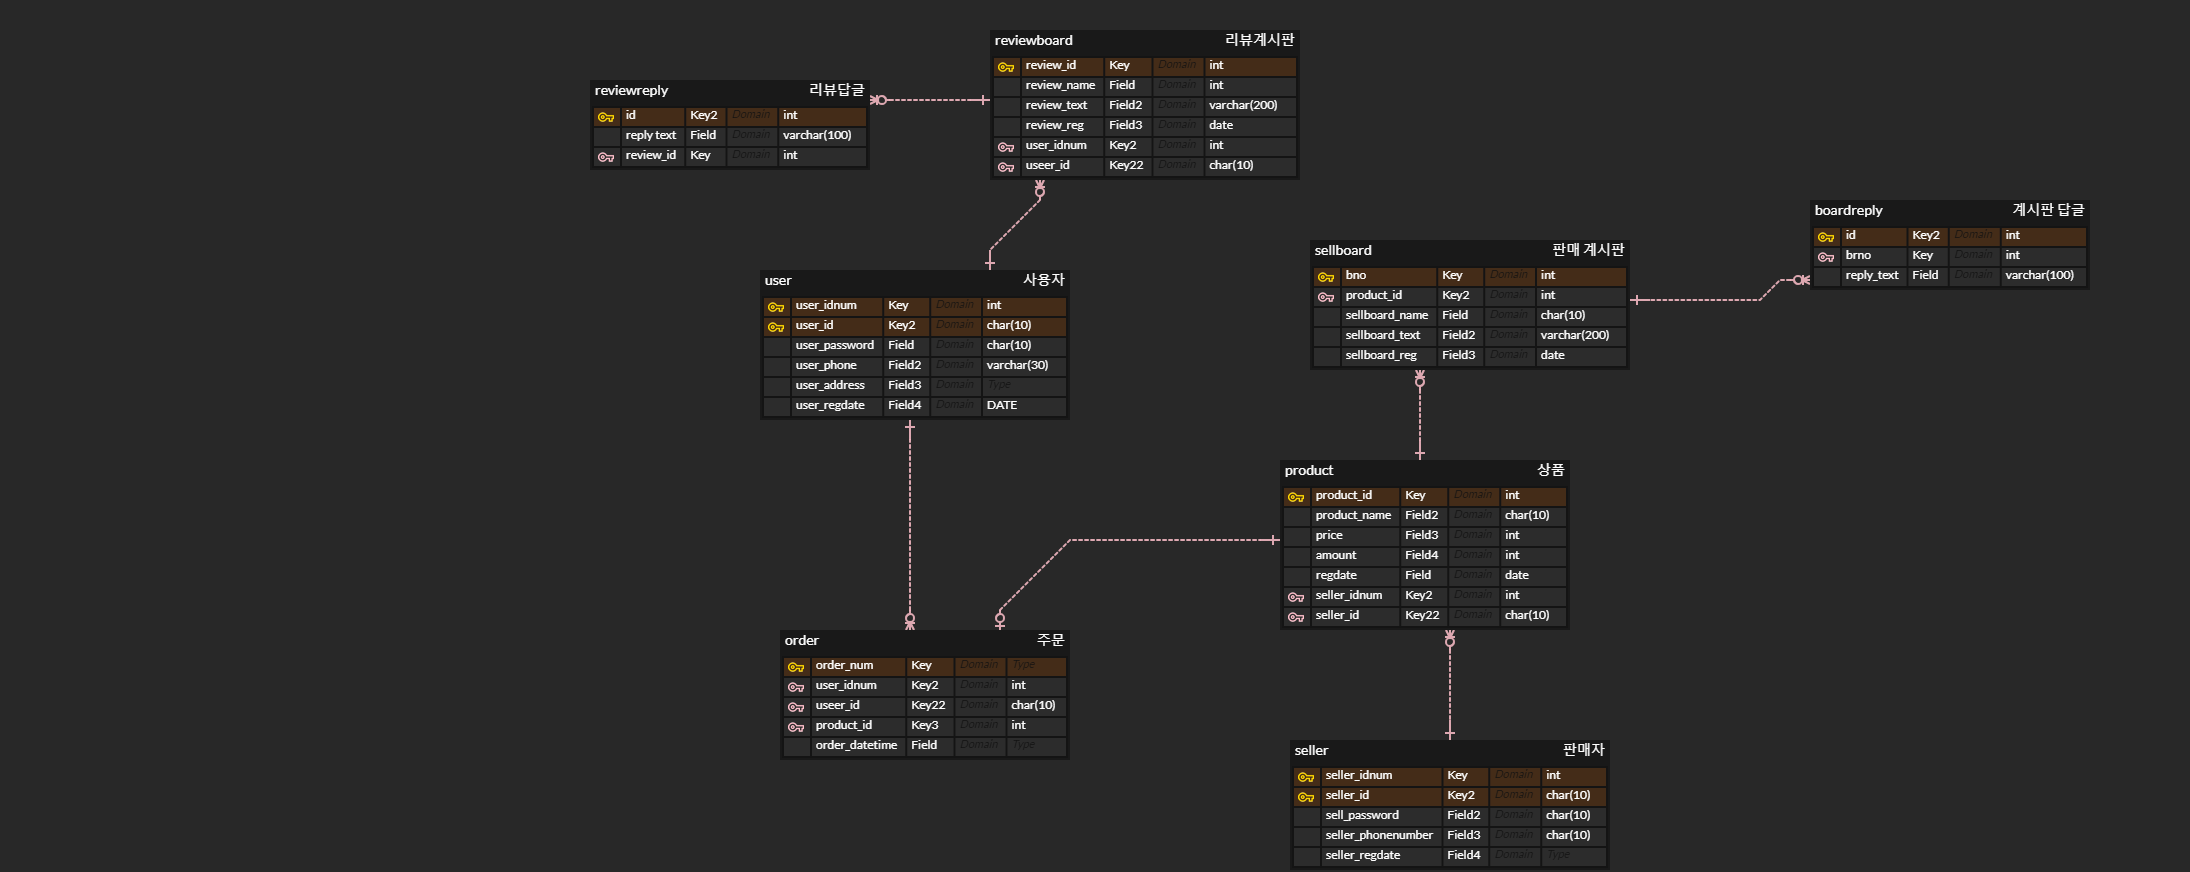 reviewboard 리뷰계시판
review_id Key Domain int
review_name Field Domain int
review_text Field2 Domain varchar(200)
review_reg Field3 Domain date
user_idnum Key2 Domain int
useer_id Key22 Domain char(10)
reviewreply 리뷰답글
id Key2 Domain int
reply text Field Domain varchar(100)
review_id Key Domain int
user 사용자
user_idnum Key Domain int
user_id Key2 Domain char(10)
user_password Field Domain char(10)
user_phone Field2 Domain varchar(30)
user_address Field3 Domain Type
user_regdate Field4 Domain DATE
sellboard 판매 계시판
bno Key Domain int
product_id Key2 Domain int
sellboard_name Field Domain char(10)
sellboard_text Field2 Domain varchar(200)
sellboard_reg Field3 Domain date
boardreply 계시판 답글
id Key2 Domain int
brno Key Domain int
reply_text Field Domain varchar(100)
product 상품
product_id Key Domain int
product_name Field2 Domain char(10)
price Field3 Domain int
amount Field4 Domain int
regdate Field Domain date
seller_idnum Key2 Domain int
seller_id Key22 Domain char(10)
order 주문
order_num Key Domain Type
user_idnum Key2 Domain int
useer_id Key22 Domain char(10)
product_id Key3 Domain int
order_datetime Field Domain Type
seller 판매자
seller_idnum Key Domain int
seller_id Key2 Domain char(10)
sell_password Field2 Domain char(10)
seller_phonenumber Field3 Domain char(10)
seller_regdate Field4 Domain Type